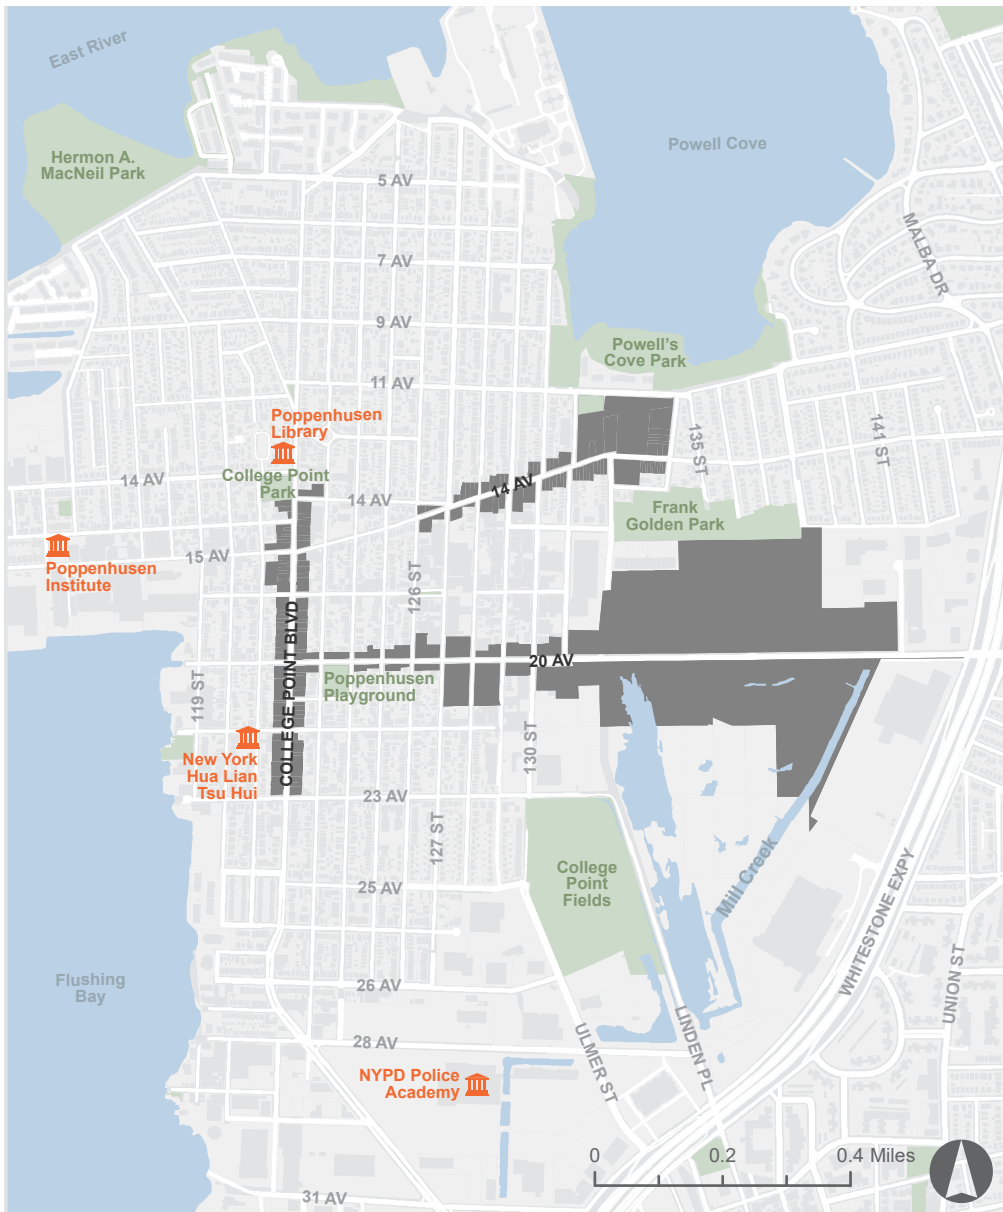 East River
Hermon A.
MacNeil Park
Powell Cove
5 AV
MALBA DR
7 AV
9 AV
Powell's
Cove Park
11 AV
Poppenhusen
Library
135 ST
141 ST
14 AV
College Point
Park
14 AV
14 AV
Frank
Golden Park
15 AV
Poppenhusen
Institute
126 ST
COLLEGE POINT BLVD
20 AV
119 ST
Poppenhusen
Playground
130 ST
New York
Hua Lian
Tsu Hui
23 AV
127 ST
Mill Creek
25 AV
College
Point
Fields
WHITESTONE EXPY
Flushing
Bay
26 AV
UNION ST
28 AV
ULMER ST
LINDEN PL
NYPD Police
Academy
0 0.2 0.4 Miles
31 AV